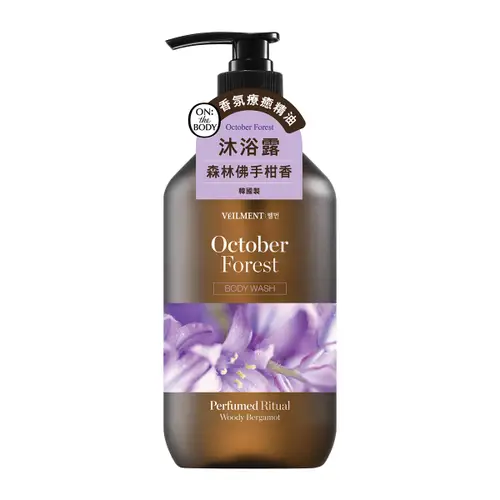 香氛療癒精油
ON:
the
BODY
October Forest
沐浴露
森林佛手柑香
韓國製
VEILMENT 벨먼
October
Forest
BODY WASH
Perfumed Ritual
Woody Bergamot